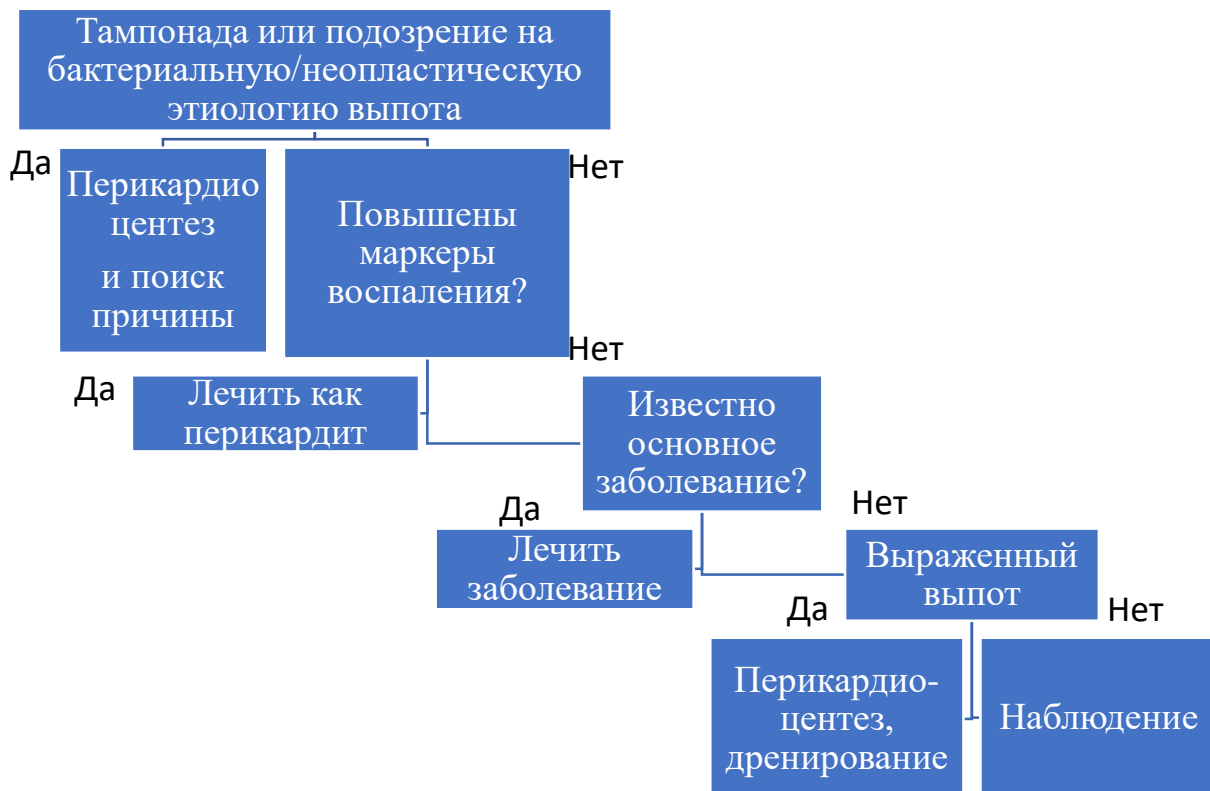 Тампонада или подозрение на
бактериальную/неопластическую
этиологию выпота
Да
Перикардио
центез
и поиск
причины
Нет
Повышены
маркеры
воспаления?
Да
Лечить как
перикардит
Нет
Известно
основное
заболевание?
Да
Лечить
заболевание
Нет
Выраженный
выпот
Да
Перикардио-
центез,
дренирование
Нет
Наблюдение